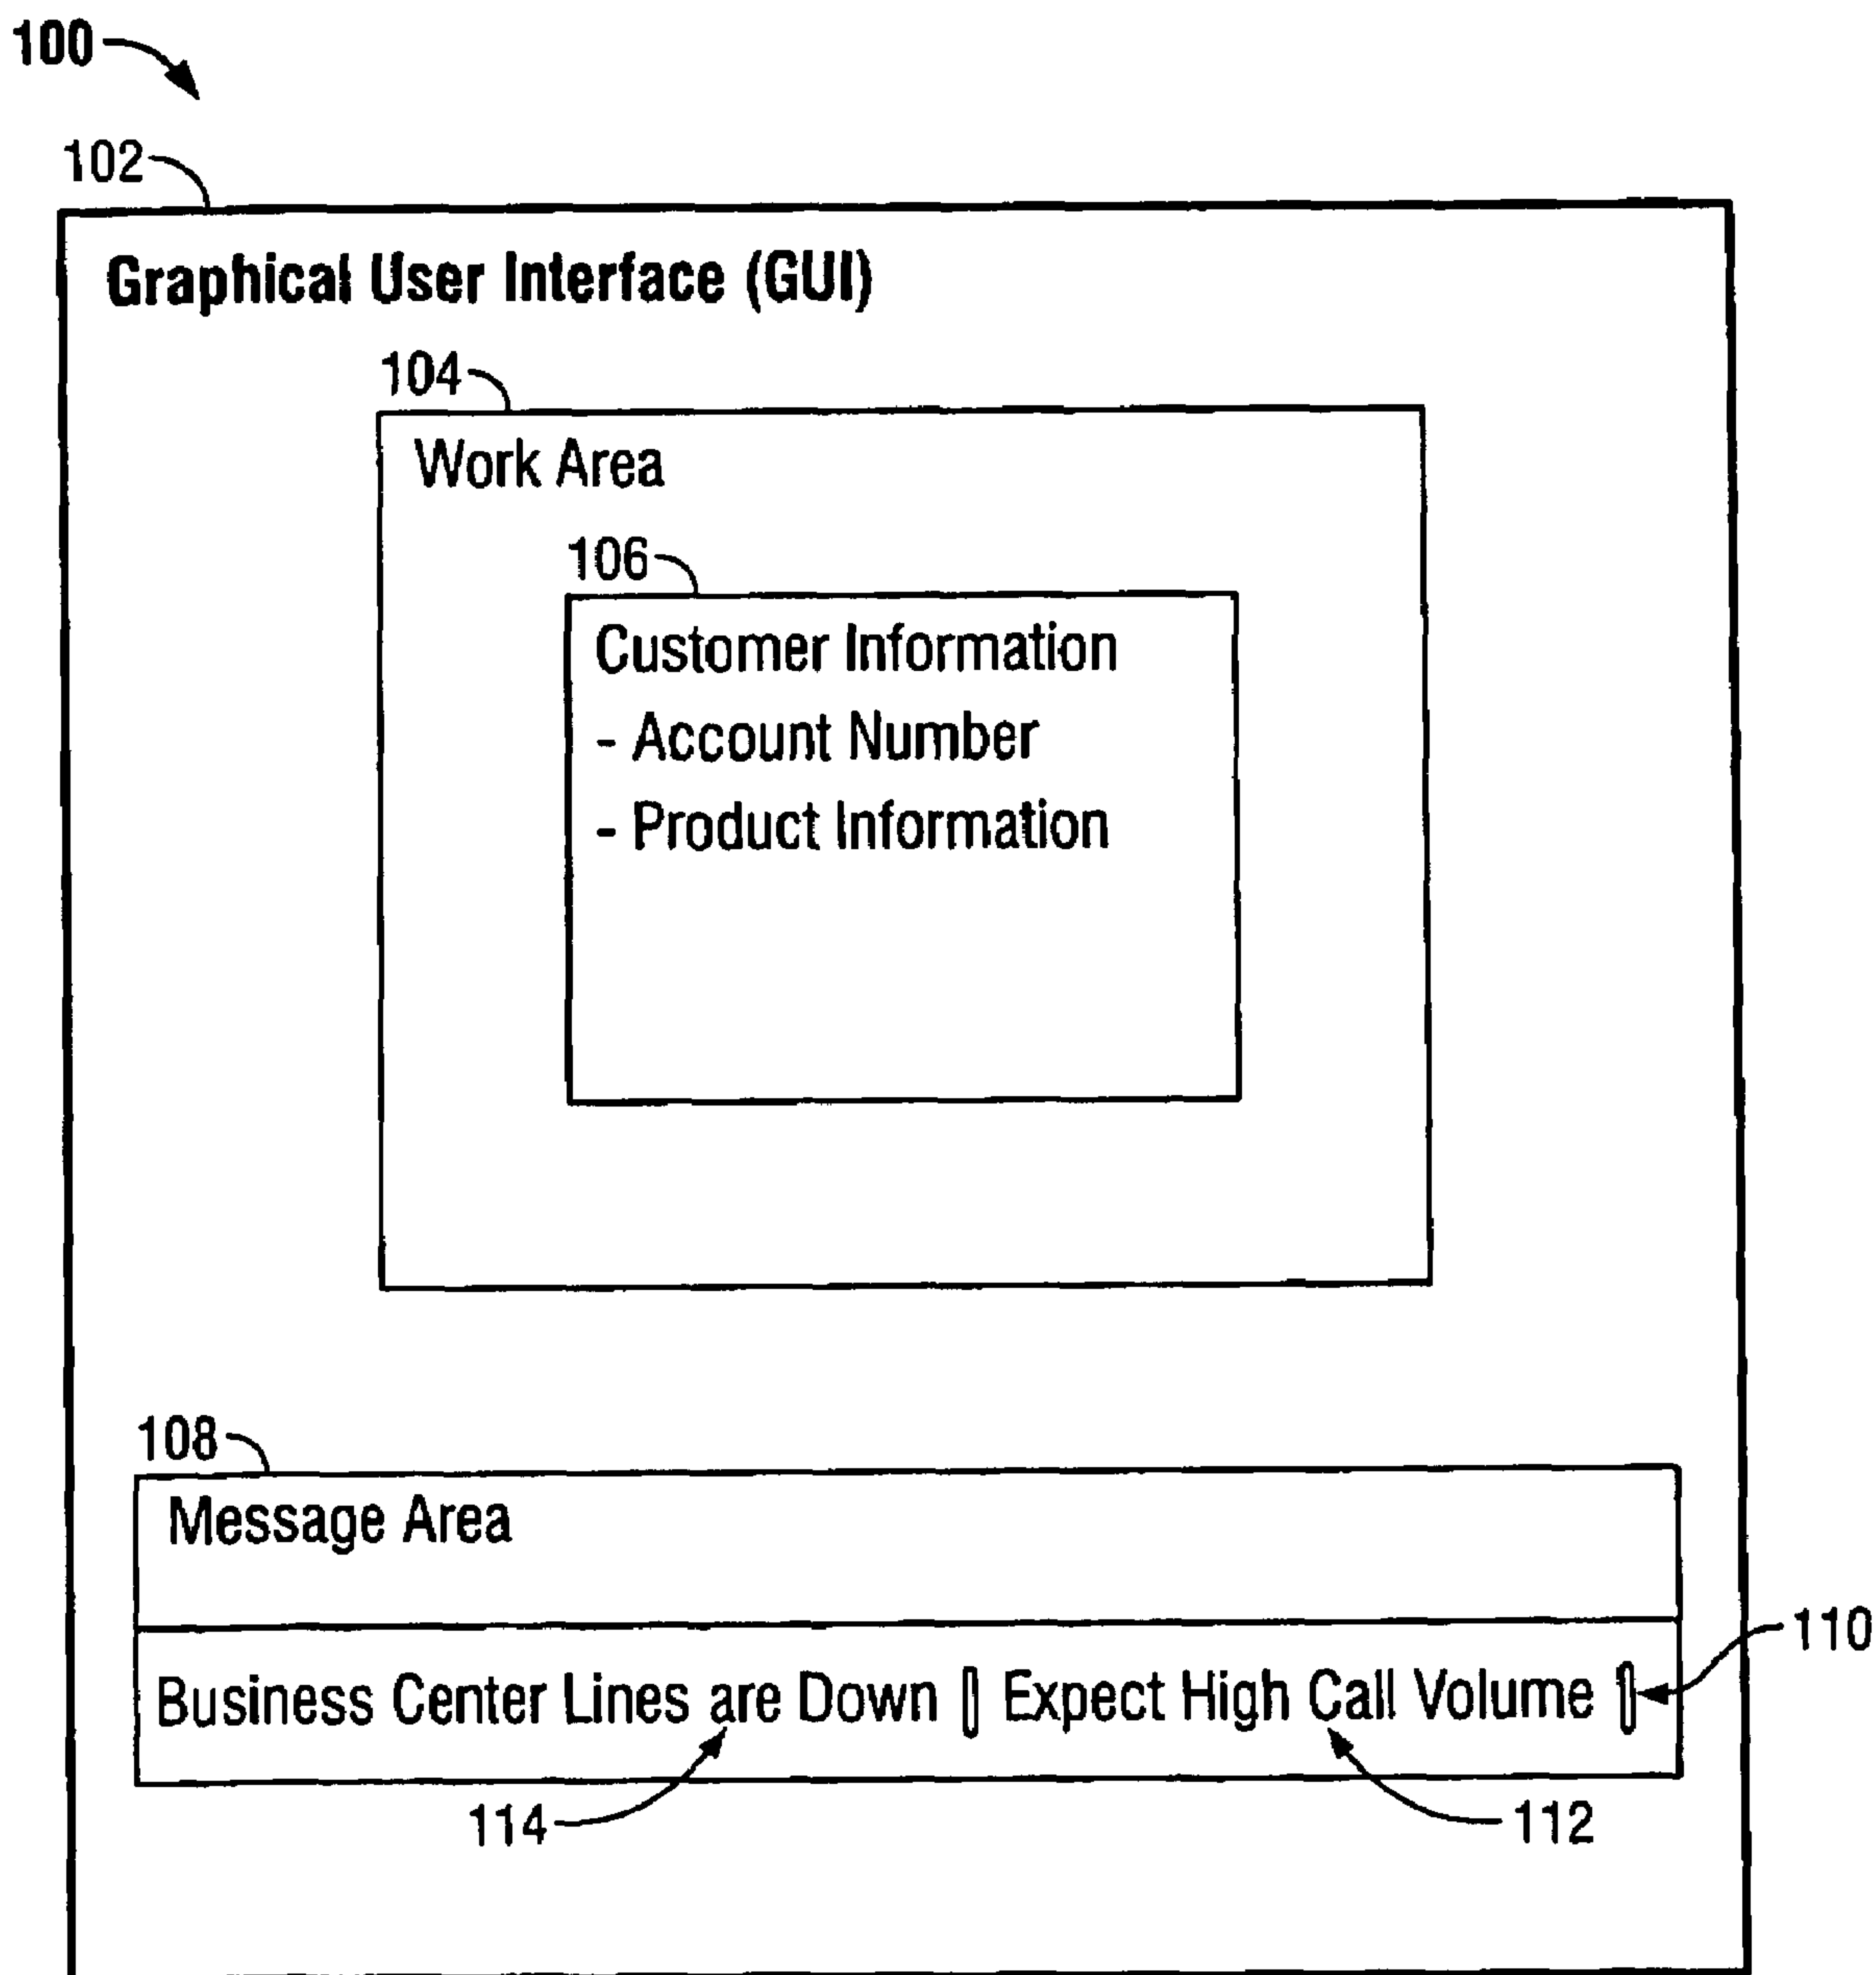 100
102
Graphical User Interface (GUI)
104
Work Area
106
Customer Information
- Account Number
- Product Information
108
Message Area
110
Business Center Lines are Down | Expect High Call Volume |
114
112